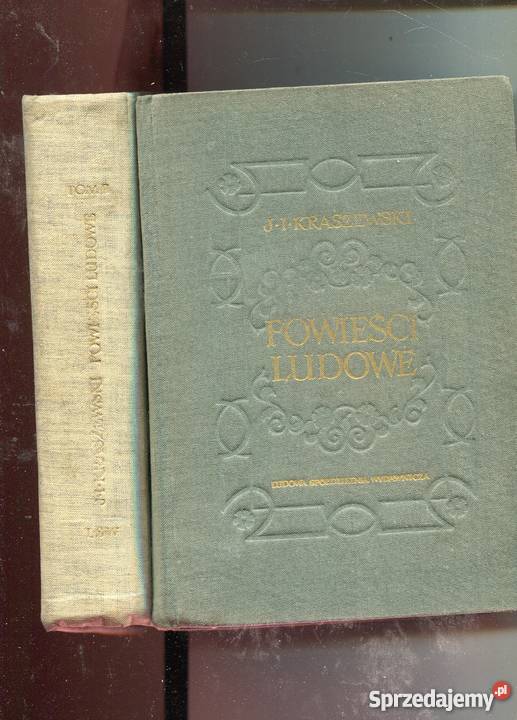 J·I·KRASZEWSKI
POWIEŚCI
LUDOWE
LUDOWA SPÓŁDZIELNIA WYDAWNICZA
J·I·KRASZEWSKI POWIEŚCI LUDOWE TOM
Sprzedajemy.pl